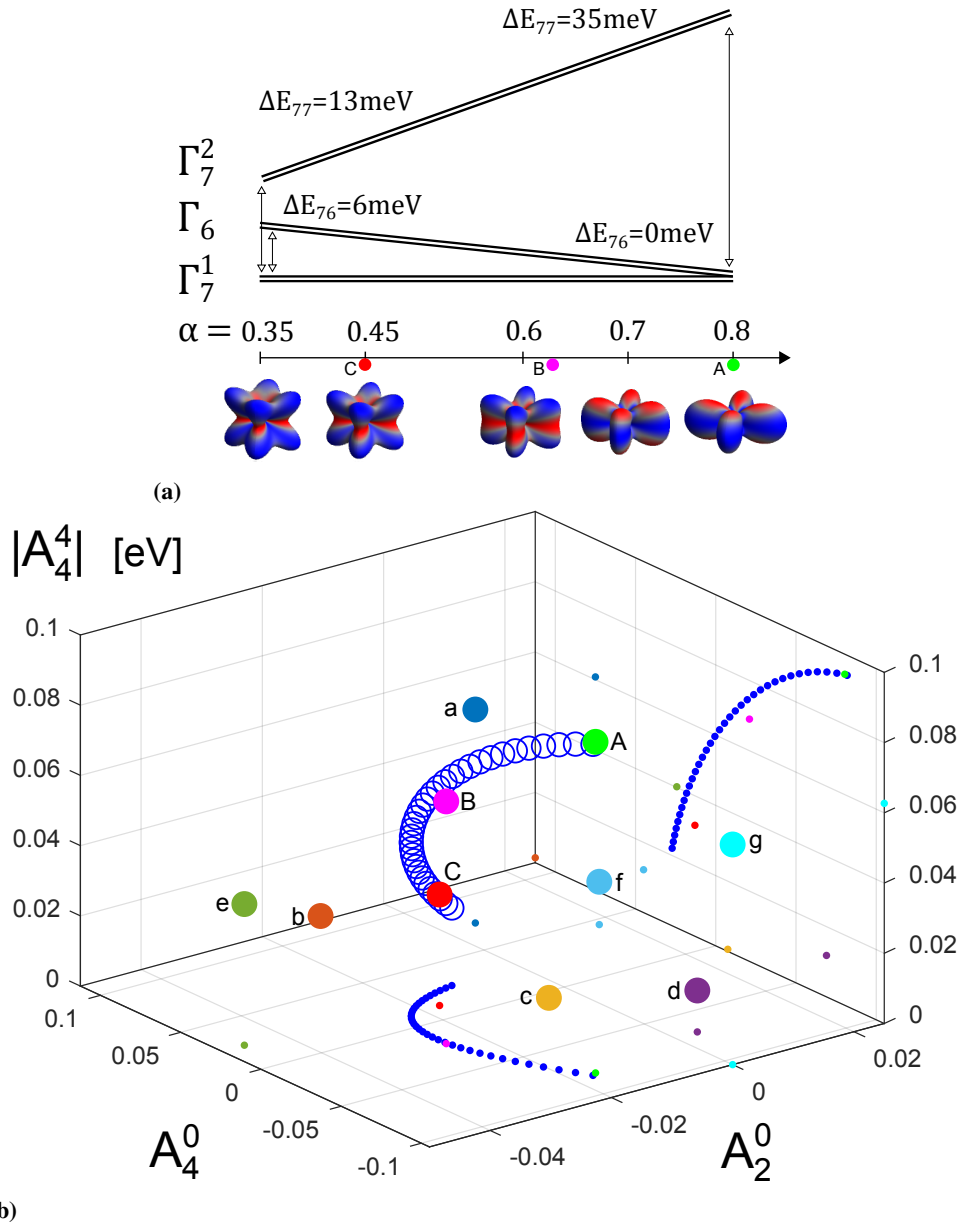 ΔE₇₇=35meV
ΔE₇₇=13meV
Γ₇²
Γ₆
ΔE₇₆=6meV
ΔE₇₆=0meV
Γ₇¹
α = 0.35 0.45 0.6 0.7 0.8
C B A
(a)
|A₄⁴| [eV]
0.1
0.08
0.06
0.04
0.02
0
0.1
0.08
0.06
0.04
0.02
0
a
A
B
g
C
f
e
b
c
d
0.1
0.05
0
-0.05
-0.1
-0.04
-0.02
0
0.02
A₄⁰
A₂⁰
b)